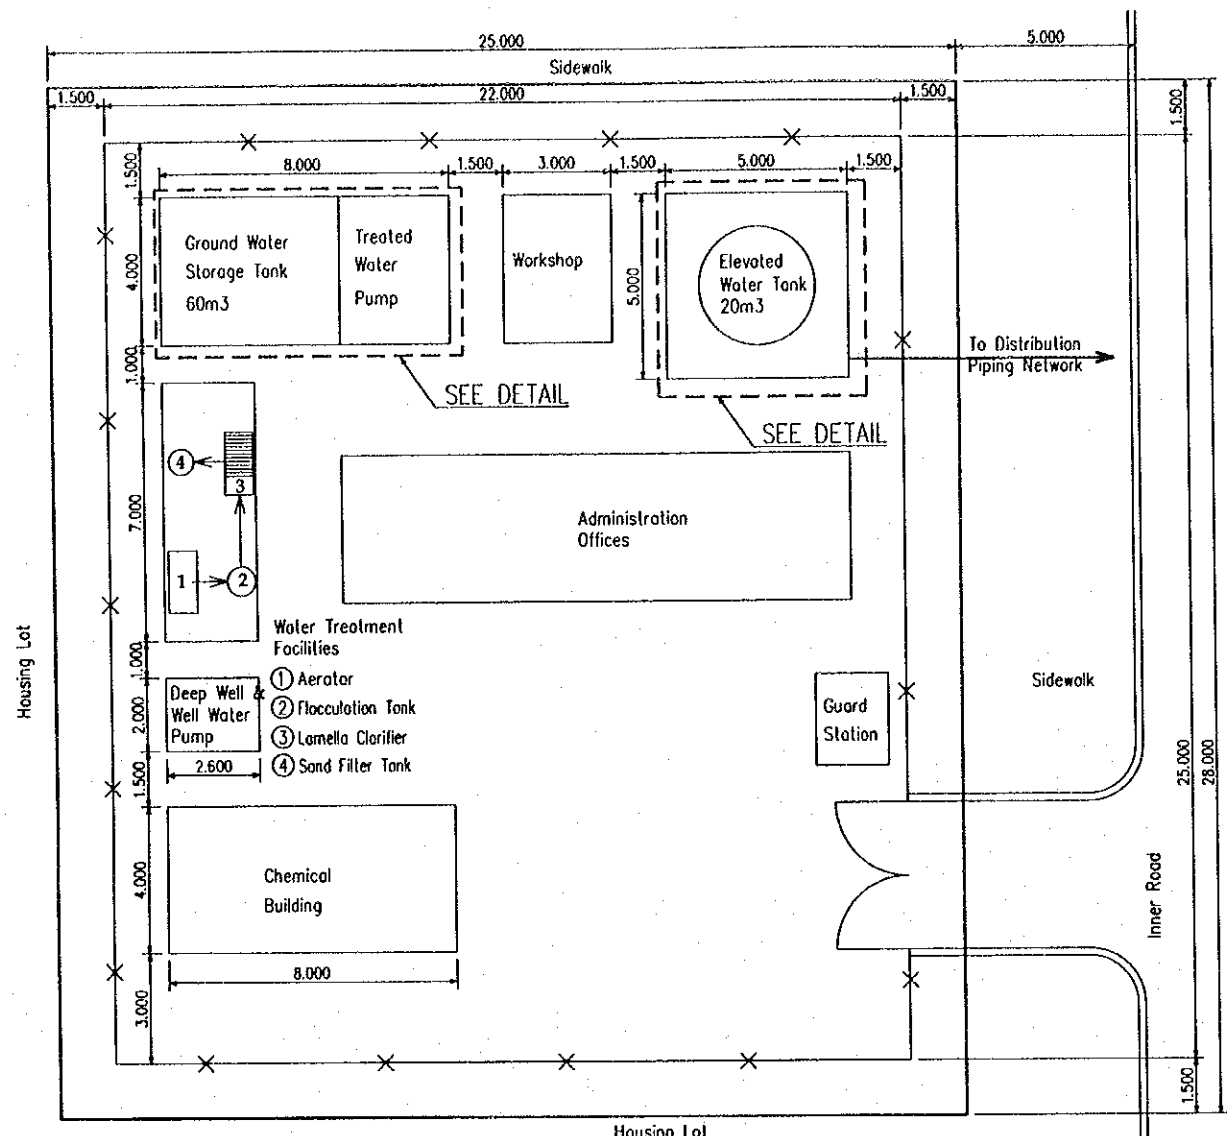 25.000
5.000
Sidewalk
1.500
22.000
1.500
1.500
8.000
1.500
3.000
1.500
5.000
1.500
1.500
Ground Water
Storage Tank
60m3
Treated
Water
Pump
Workshop
Elevated
Water Tank
20m3
4.000
5.000
To Distribution
Piping Network
1.000
SEE DETAIL
SEE DETAIL
4
3
1
2
7.000
Administration
Offices
Water Treatment
Facilities
1 Aerator
2 Flocculation Tank
3 Lamella Clarifier
4 Sand Filter Tank
1.000
Deep Well &
Well Water
Pump
2.000
2.600
1.500
Guard
Station
Sidewalk
Housing Lot
25.000
28.000
4.000
Chemical
Building
8.000
3.000
Inner Road
1.500
Housing Lot